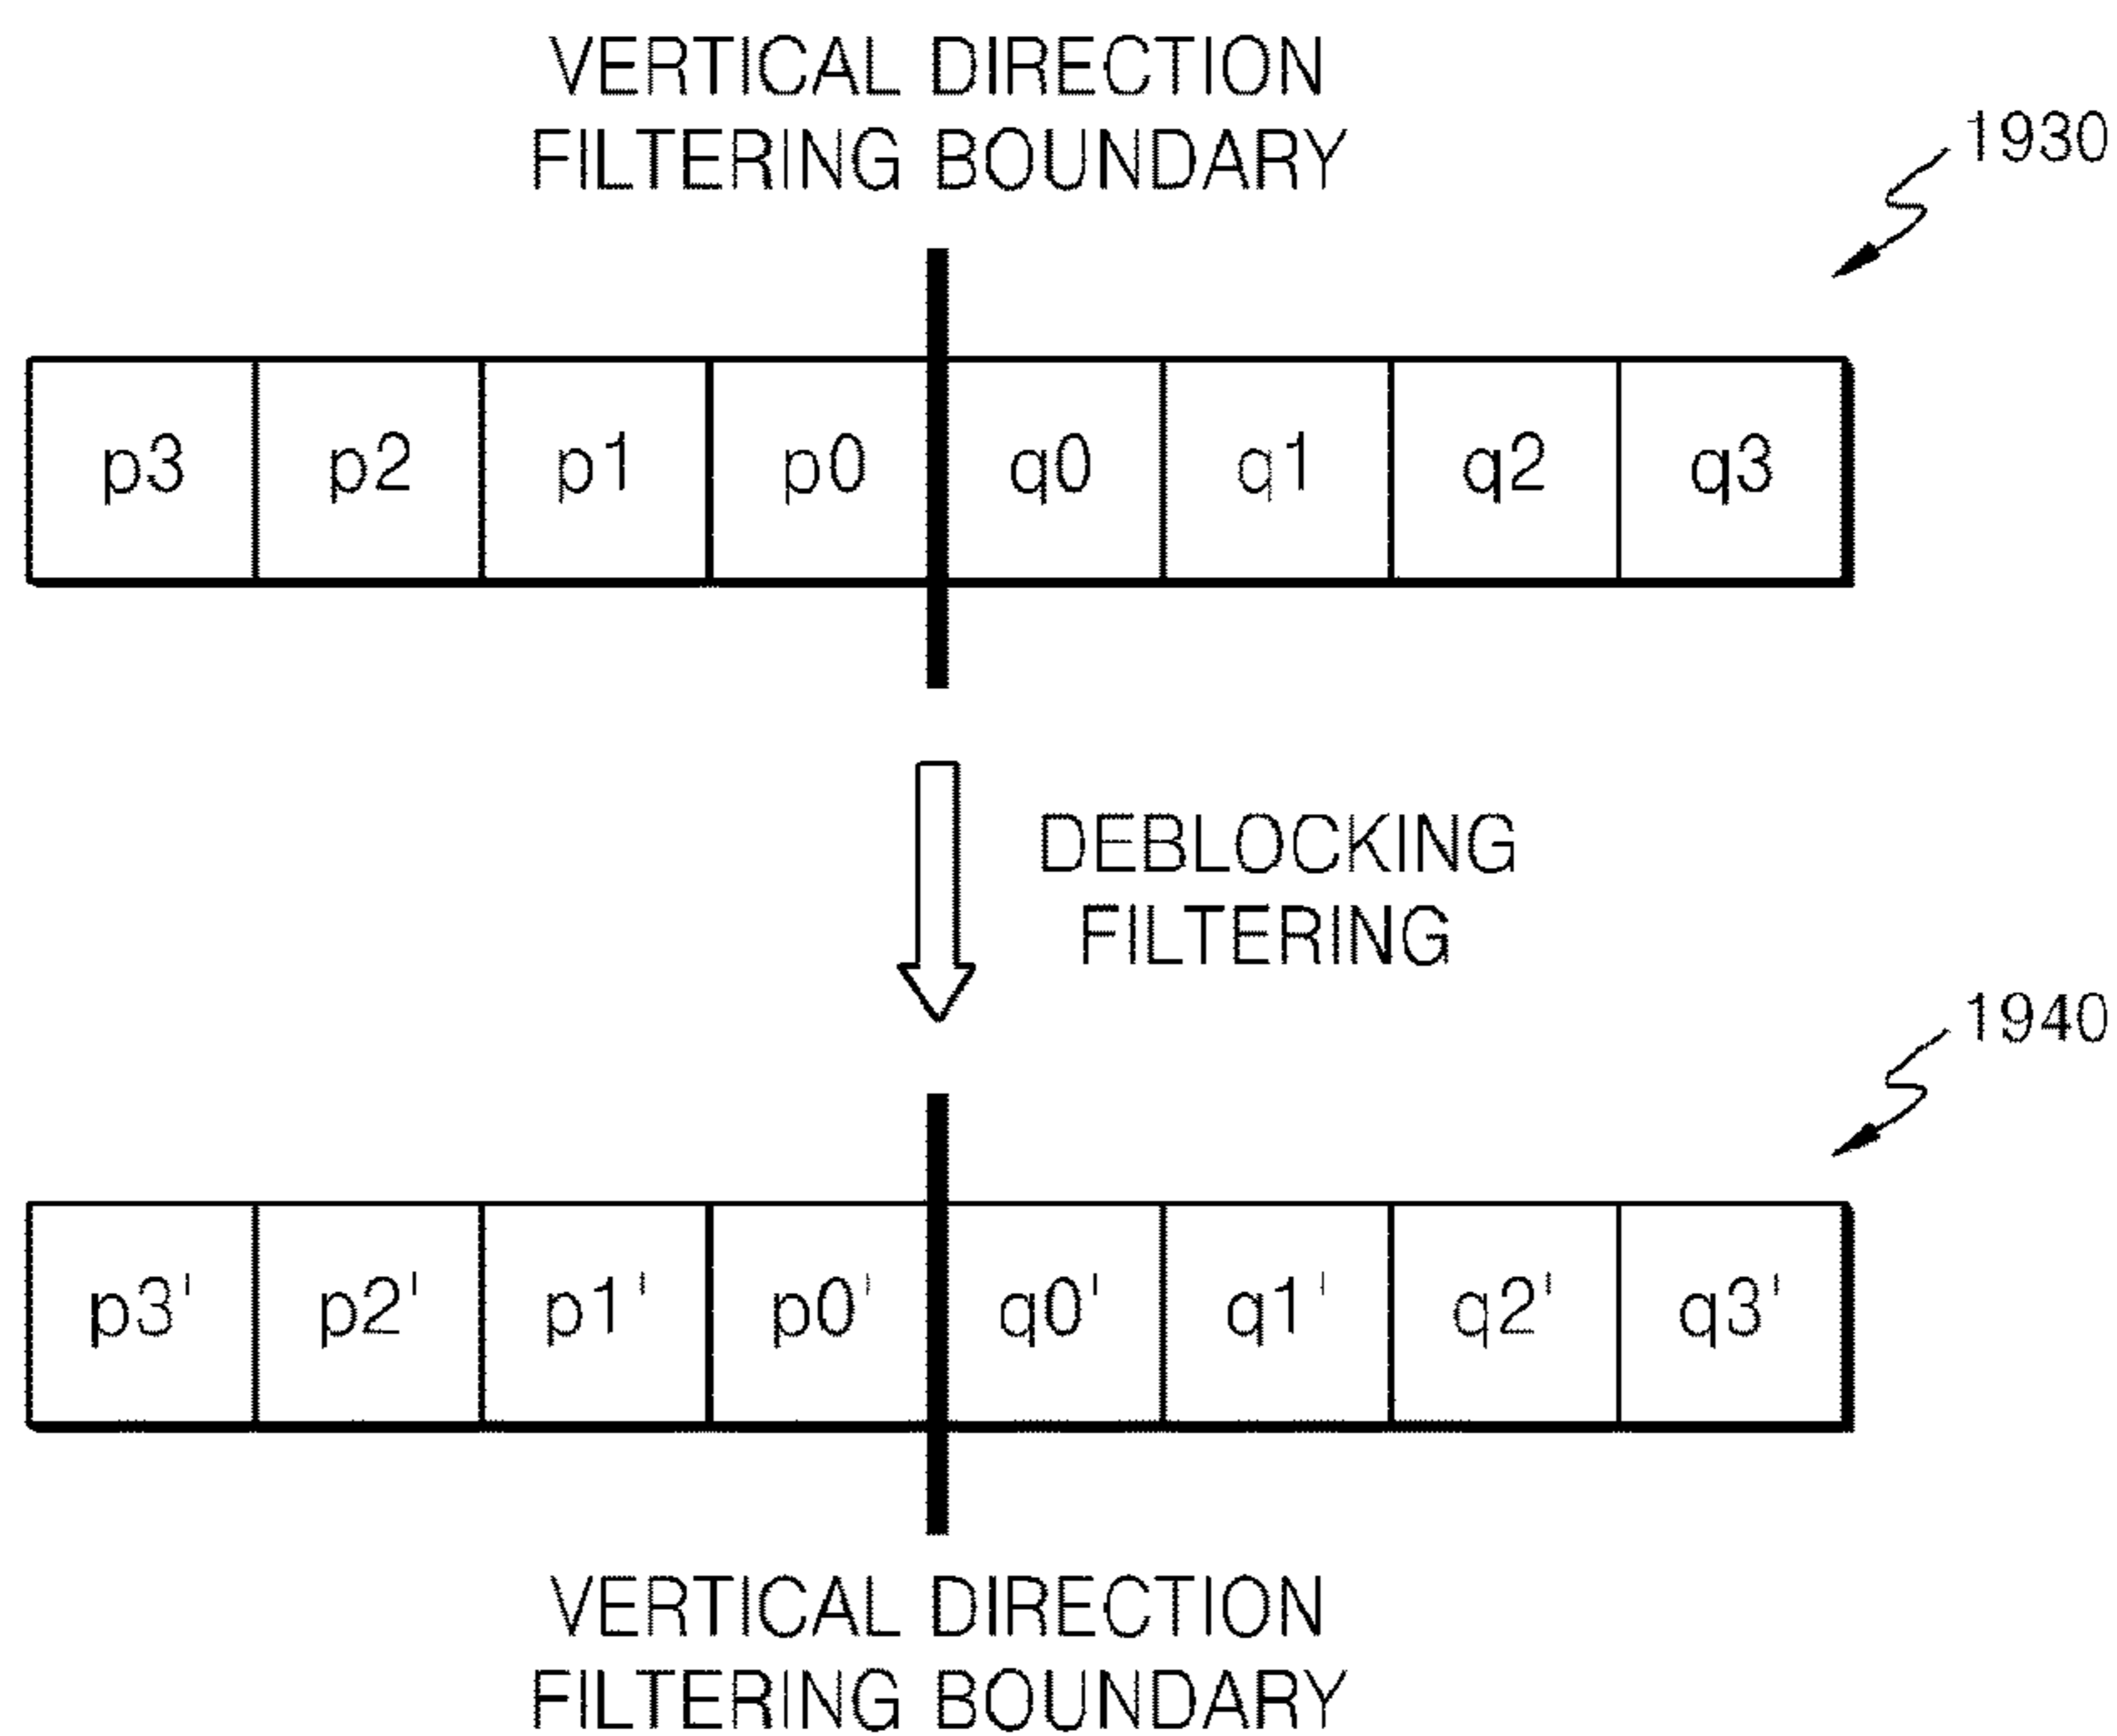 VERTICAL DIRECTION
FILTERING BOUNDARY
1930
p3 p2 p1 p0 q0 q1 q2 q3
DEBLOCKING
FILTERING
1940
p3' p2' p1' p0' q0' q1' q2' q3'
VERTICAL DIRECTION
FILTERING BOUNDARY